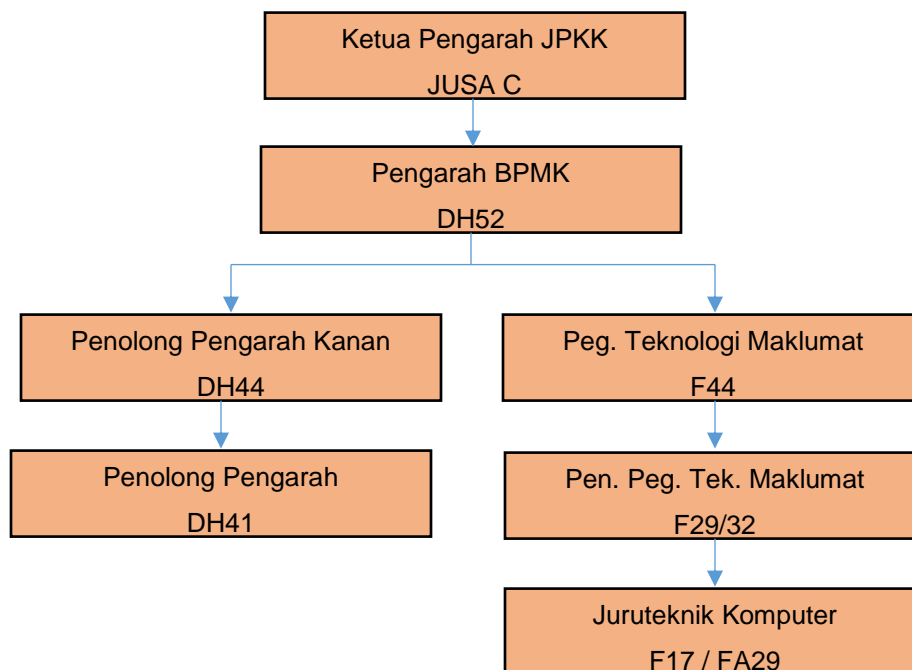 Ketua Pengarah JPKK
JUSA C
Pengarah BPMK
DH52
Penolong Pengarah Kanan
DH44
Peg. Teknologi Maklumat
F44
Penolong Pengarah
DH41
Pen. Peg. Tek. Maklumat
F29/32
Juruteknik Komputer
F17 / FA29